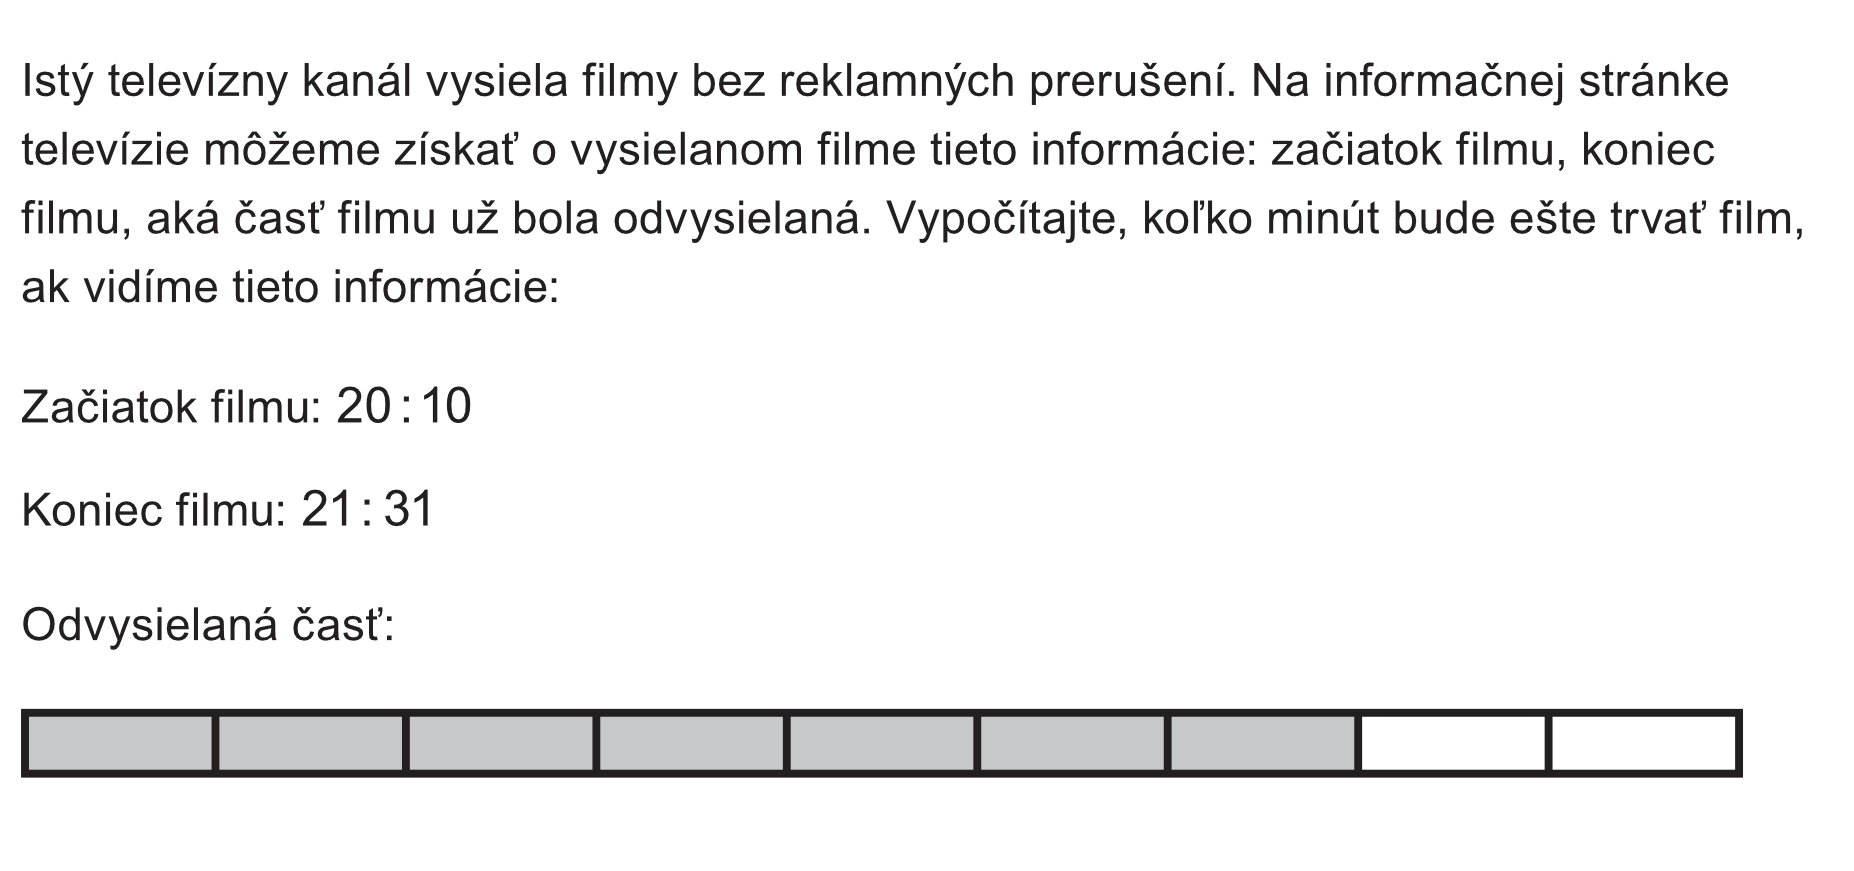 Istý televízny kanál vysiela filmy bez reklamných prerušení. Na informačnej stránke
televízie môžeme získať o vysielanom filme tieto informácie: začiatok filmu, koniec
filmu, aká časť filmu už bola odvysielaná. Vypočítajte, koľko minút bude ešte trvať film,
ak vidíme tieto informácie:
Začiatok filmu: 20 : 10
Koniec filmu: 21 : 31
Odvysielaná časť: